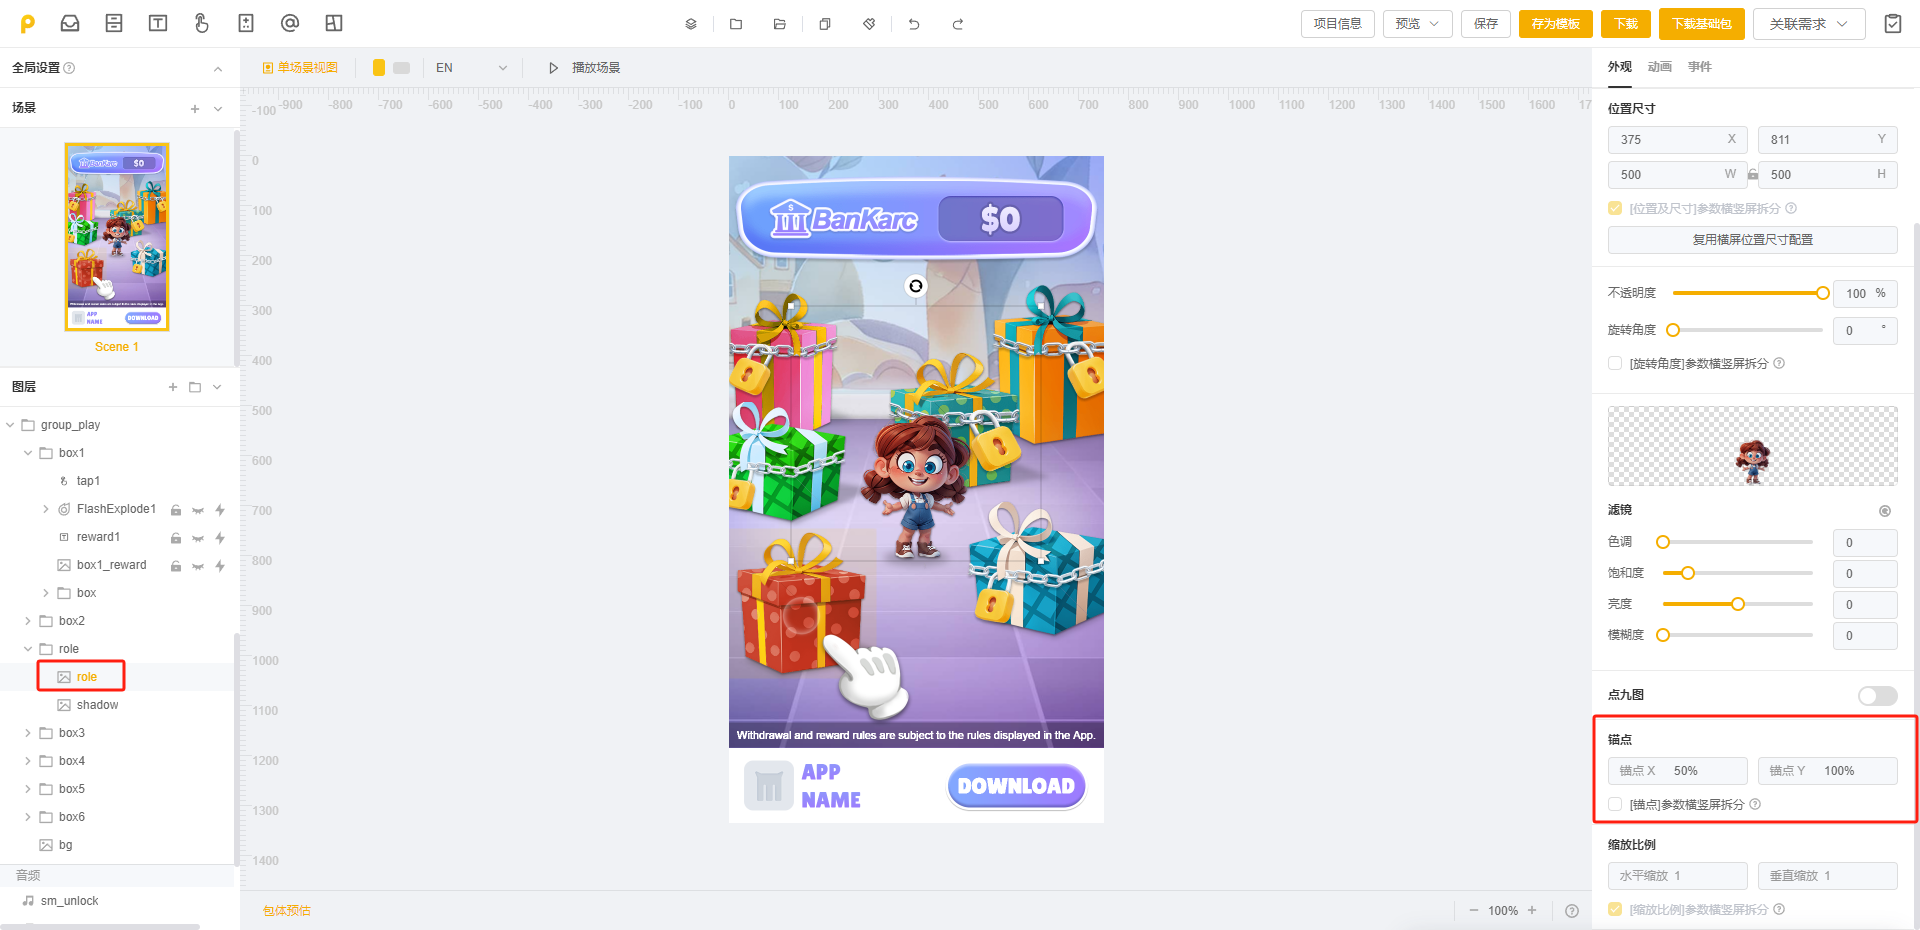 项目信息
预览
保存
存为模板
下载
下载基础包
关联需求
全局设置
单场景视图
EN
播放场景
外观
动画
事件
场景
Scene 1
图层
group_play
box1
tap1
FlashExplode1
reward1
box1_reward
box
box2
role
role
shadow
box3
box4
box5
box6
bg
音频
sm_unlock
-100
-900
-800
-700
-600
-500
-400
-300
-200
-100
0
100
200
300
400
500
600
700
800
900
1000
1100
1200
1300
1400
1500
1600
17
0
100
200
300
400
500
600
700
800
900
1000
1100
1200
1300
1400
BanKarc
$0
Withdrawal and reward rules are subject to the rules displayed in the App.
APP
NAME
DOWNLOAD
包体预估
100%
位置尺寸
375 X
811 Y
500 W
500 H
[位置及尺寸]参数横竖屏拆分
复用横屏位置尺寸配置
不透明度
100 %
旋转角度
0 °
[旋转角度]参数横竖屏拆分
滤镜
色调
0
饱和度
0
亮度
0
模糊度
0
点九图
锚点
锚点 X 50%
锚点 Y 100%
[锚点]参数横竖屏拆分
缩放比例
水平缩放 1
垂直缩放 1
[缩放比例]参数横竖屏拆分